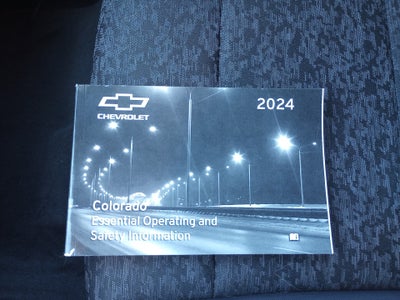 CHEVROLET
2024
Colorado
Essential Operating and
Safety Information